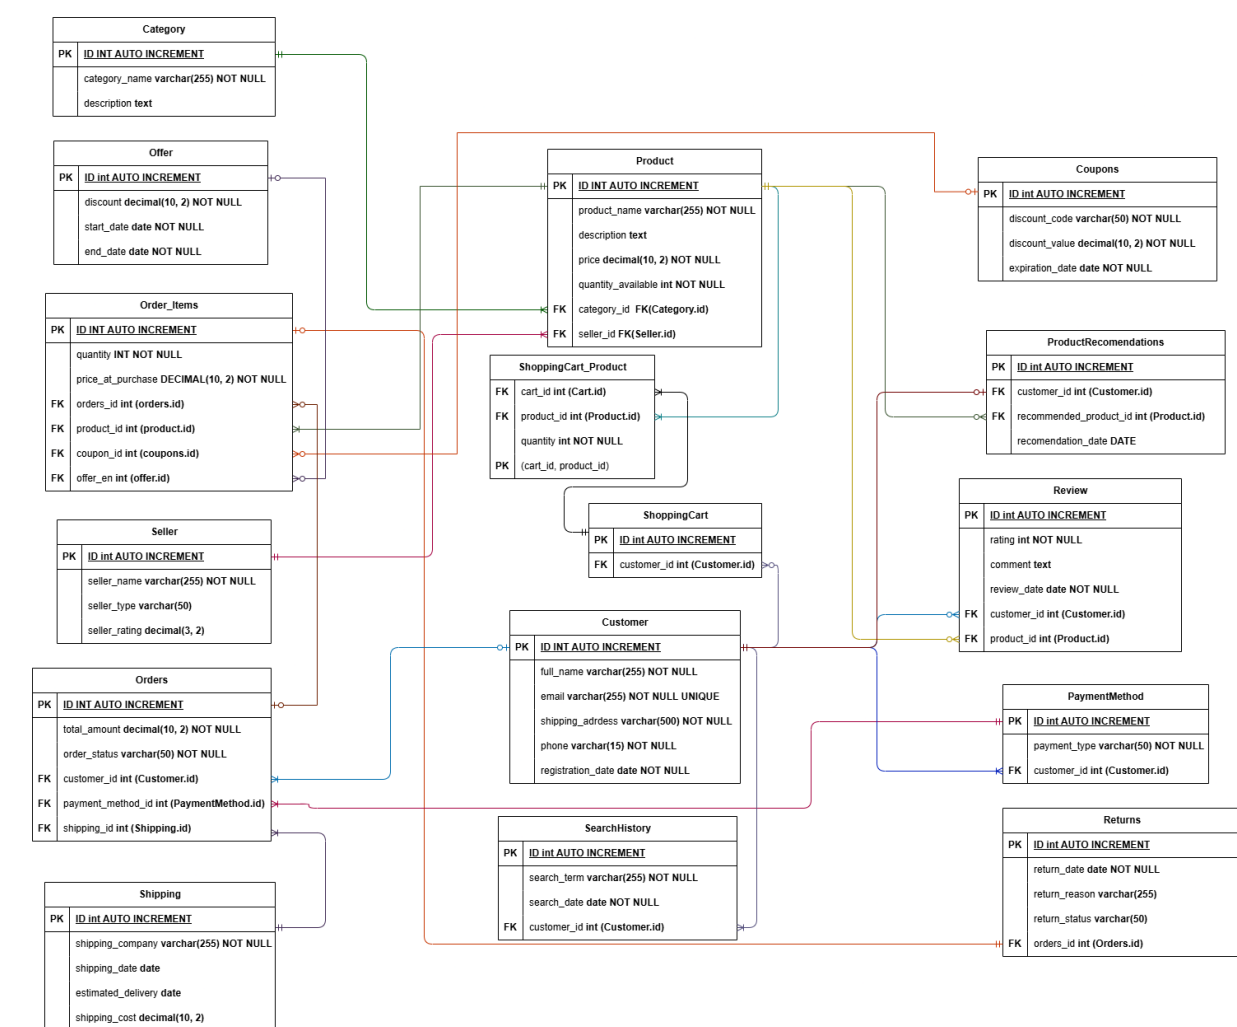 Category
PK ID INT AUTO INCREMENT
category_name varchar(255) NOT NULL
description text
Offer
PK ID int AUTO INCREMENT
discount decimal(10, 2) NOT NULL
start_date date NOT NULL
end_date date NOT NULL
Order_Items
PK ID INT AUTO INCREMENT
quantity INT NOT NULL
price_at_purchase DECIMAL(10, 2) NOT NULL
FK orders_id int (orders.id)
FK product_id int (product.id)
FK coupon_id int (coupons.id)
FK offer_en int (offer.id)
Seller
PK ID int AUTO INCREMENT
seller_name varchar(255) NOT NULL
seller_type varchar(50)
seller_rating decimal(3, 2)
Orders
PK ID INT AUTO INCREMENT
total_amount decimal(10, 2) NOT NULL
order_status varchar(50) NOT NULL
FK customer_id int (Customer.id)
FK payment_method_id int (PaymentMethod.id)
FK shipping_id int (Shipping.id)
Shipping
PK ID int AUTO INCREMENT
shipping_company varchar(255) NOT NULL
shipping_date date
estimated_delivery date
shipping_cost decimal(10, 2)
Product
PK ID INT AUTO INCREMENT
product_name varchar(255) NOT NULL
description text
price decimal(10, 2) NOT NULL
quantity_available int NOT NULL
FK category_id FK(Category.id)
FK seller_id FK(Seller.id)
ShoppingCart_Product
FK cart_id int (Cart.id)
FK product_id int (Product.id)
quantity int NOT NULL
PK (cart_id, product_id)
ShoppingCart
PK ID int AUTO INCREMENT
FK customer_id int (Customer.id)
Customer
PK ID INT AUTO INCREMENT
full_name varchar(255) NOT NULL
email varchar(255) NOT NULL UNIQUE
shipping_adrdess varchar(500) NOT NULL
phone varchar(15) NOT NULL
registration_date date NOT NULL
SearchHistory
PK ID int AUTO INCREMENT
search_term varchar(255) NOT NULL
search_date date NOT NULL
FK customer_id int (Customer.id)
Coupons
PK ID int AUTO INCREMENT
discount_code varchar(50) NOT NULL
discount_value decimal(10, 2) NOT NULL
expiration_date date NOT NULL
ProductRecomendations
PK ID int AUTO INCREMENT
FK customer_id int (Customer.id)
FK recommended_product_id int (Product.id)
recomendation_date DATE
Review
PK ID int AUTO INCREMENT
rating int NOT NULL
comment text
review_date date NOT NULL
FK customer_id int (Customer.id)
FK product_id int (Product.id)
PaymentMethod
PK ID int AUTO INCREMENT
payment_type varchar(50) NOT NULL
FK customer_id int (Customer.id)
Returns
PK ID int AUTO INCREMENT
return_date date NOT NULL
return_reason varchar(255)
return_status varchar(50)
FK orders_id int (Orders.id)